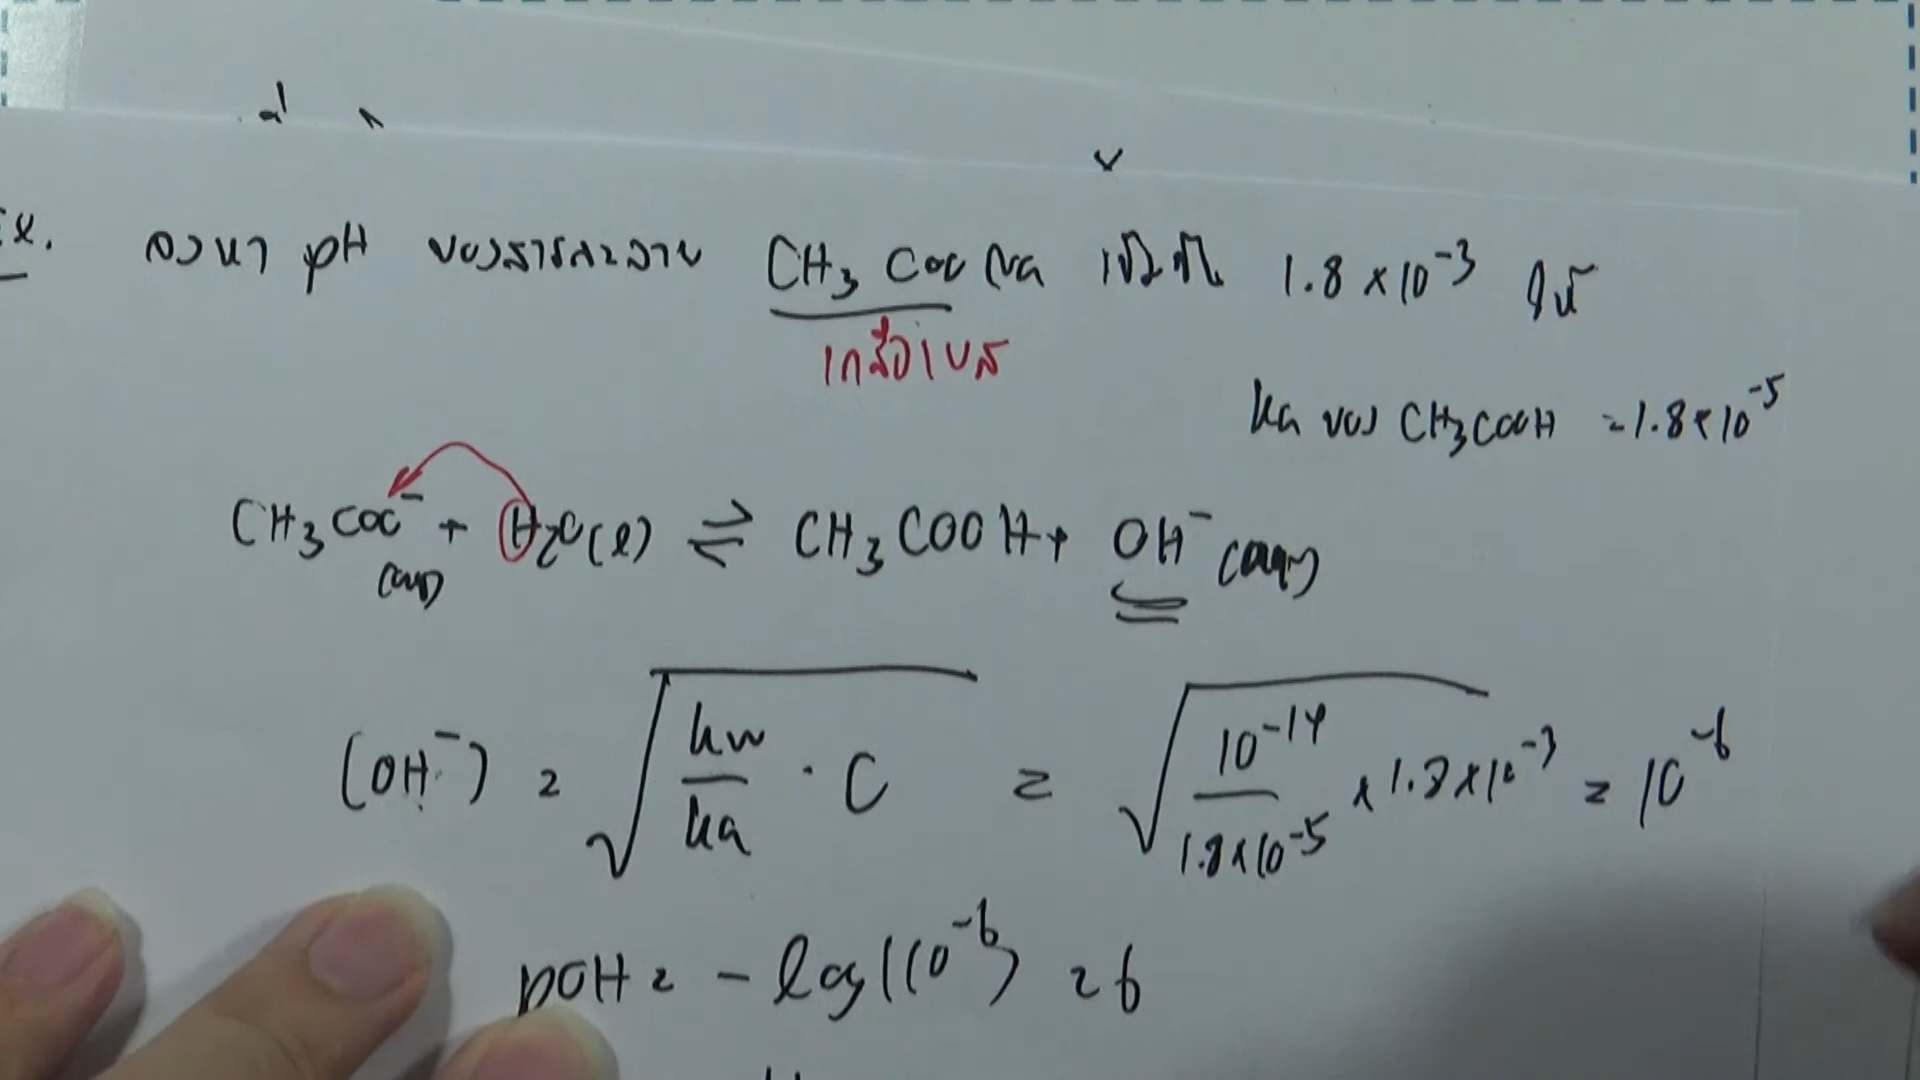 Ex. จงหา pH ของสารละลาย CH₃COONa เข้มข้น 1.8 × 10⁻³
เกลือเบส
Ka ของ CH₃COOH = 1.8 × 10⁻⁵
CH₃COO⁻ + H₂O(l) ⇌ CH₃COOH + OH⁻ (aq)
(aq)
(OH⁻) = √(Kw/Ka · C) = √(10⁻¹⁴/1.8×10⁻⁵ × 1.8×10⁻³) = 10⁻⁶
pOH = - log(10⁻⁶) = 6